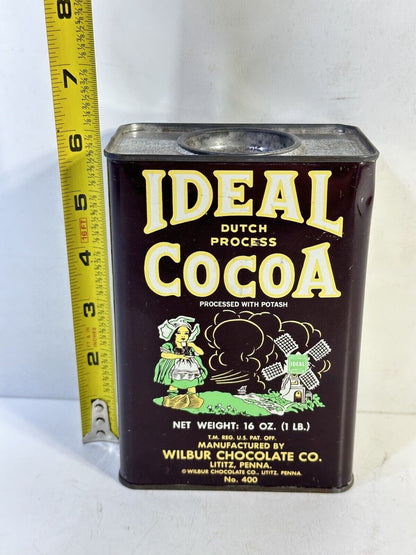 IDEAL
DUTCH
PROCESS
COCOA
PROCESSED WITH POTASH
IDEAL
NET WEIGHT: 16 OZ. (1 LB.)
T.M. REG. U.S. PAT. OFF.
MANUFACTURED BY
WILBUR CHOCOLATE CO.
LITITZ, PENNA.
© WILBUR CHOCOLATE CO., LITITZ, PENNA.
No. 400
8
7
6
5
16 FT
4
3
2